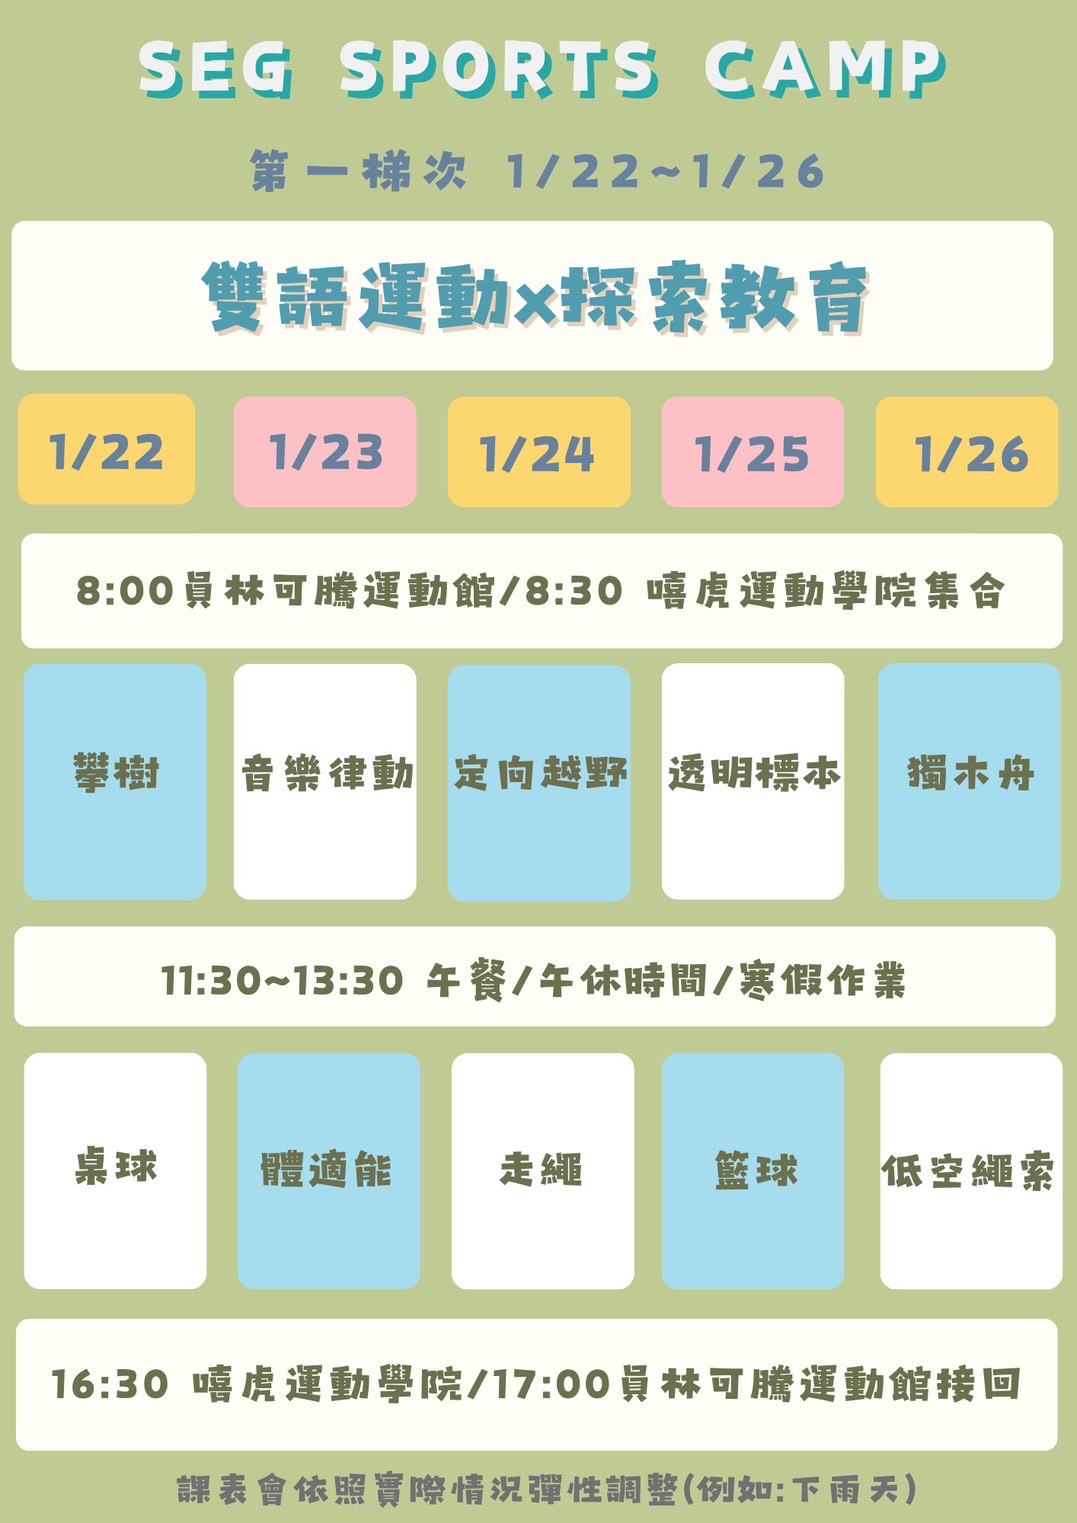 SEG SPORTS CAMP
第一梯次 1/22~1/26
雙語運動x探索教育
1/22 1/23 1/24 1/25 1/26
8:00員林可騰運動館/8:30 嘻虎運動學院集合
攀樹 音樂律動 定向越野 透明標本 獨木舟
11:30~13:30 午餐/午休時間/寒假作業
桌球 體適能 走繩 籃球 低空繩索
16:30 嘻虎運動學院/17:00員林可騰運動館接回
課表會依照實際情況彈性調整(例如:下雨天)